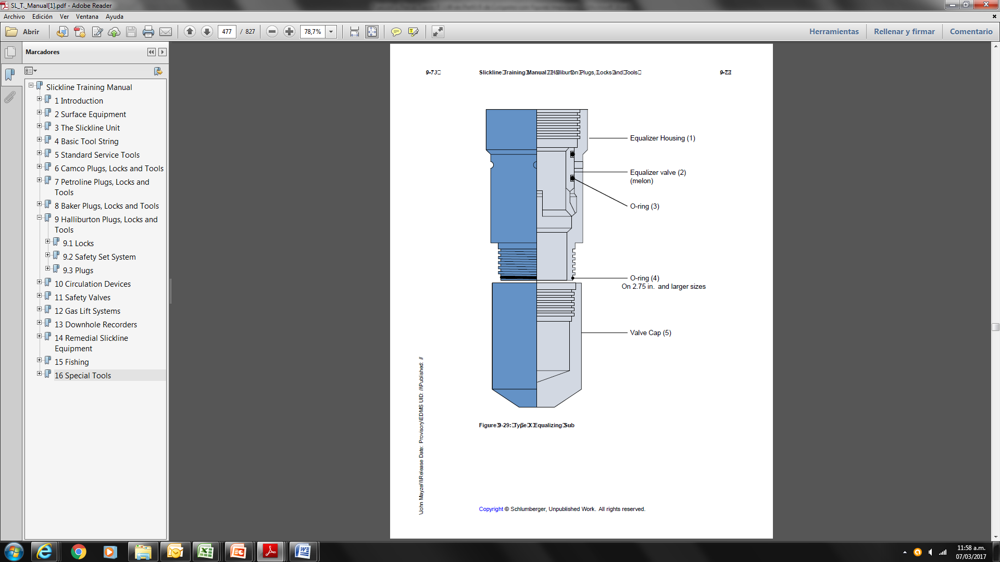 SL_T._Manual[1].pdf - Adobe Reader
Archivo Edición Ver Ventana Ayuda
Abrir
477 / 827
78,7%
Herramientas Rellenar y firmar Comentario
Marcadores
Slickline Training Manual
1 Introduction
2 Surface Equipment
3 The Slickline Unit
4 Basic Tool String
5 Standard Service Tools
6 Camco Plugs, Locks and Tools
7 Petroline Plugs, Locks and
Tools
8 Baker Plugs, Locks and Tools
9 Halliburton Plugs, Locks and
Tools
9.1 Locks
9.2 Safety Set System
9.3 Plugs
10 Circulation Devices
11 Safety Valves
12 Gas Lift Systems
13 Downhole Recorders
14 Remedial Slickline
Equipment
15 Fishing
16 Special Tools
9-73 Slickline Training Manual / Halliburton Plugs, Locks and Tools 9-73
Equalizer Housing (1)
Equalizer valve (2)
(melon)
O-ring (3)
O-ring (4)
On 2.75 in. and larger sizes
Valve Cap (5)
\John Mayzel\\\\Release Date: Provisory\EDMS UID: //\Published: //
Figure 9-29: Type X Equalizing Sub
Copyright © Schlumberger, Unpublished Work. All rights reserved.
11:58 a.m.
07/03/2017